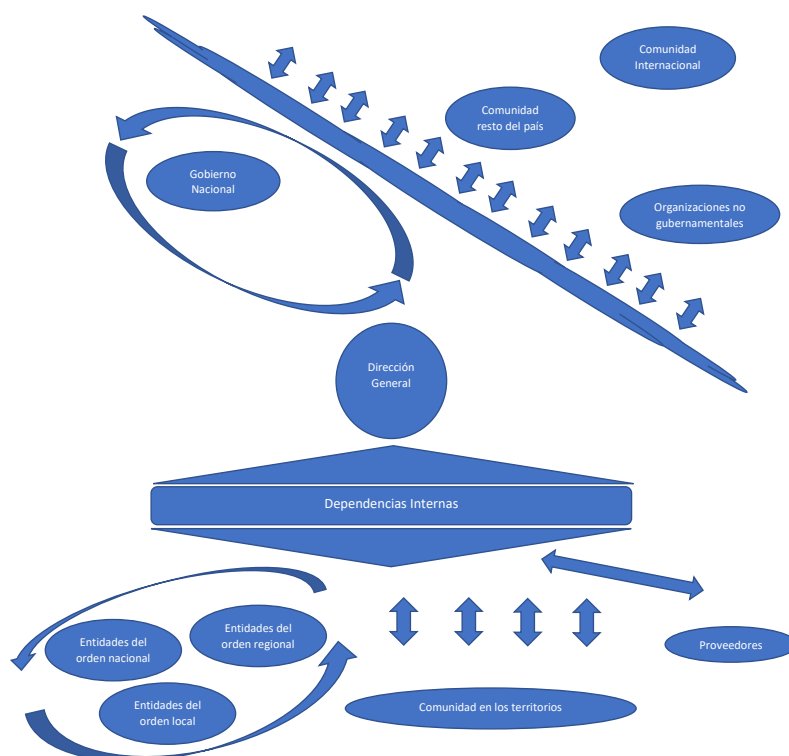 Comunidad
Internacional
Comunidad
resto del país
Gobierno
Nacional
Organizaciones no
gubernamentales
Dirección
General
Dependencias Internas
Entidades del
orden nacional
Entidades del
orden regional
Proveedores
Entidades del
orden local
Comunidad en los territorios